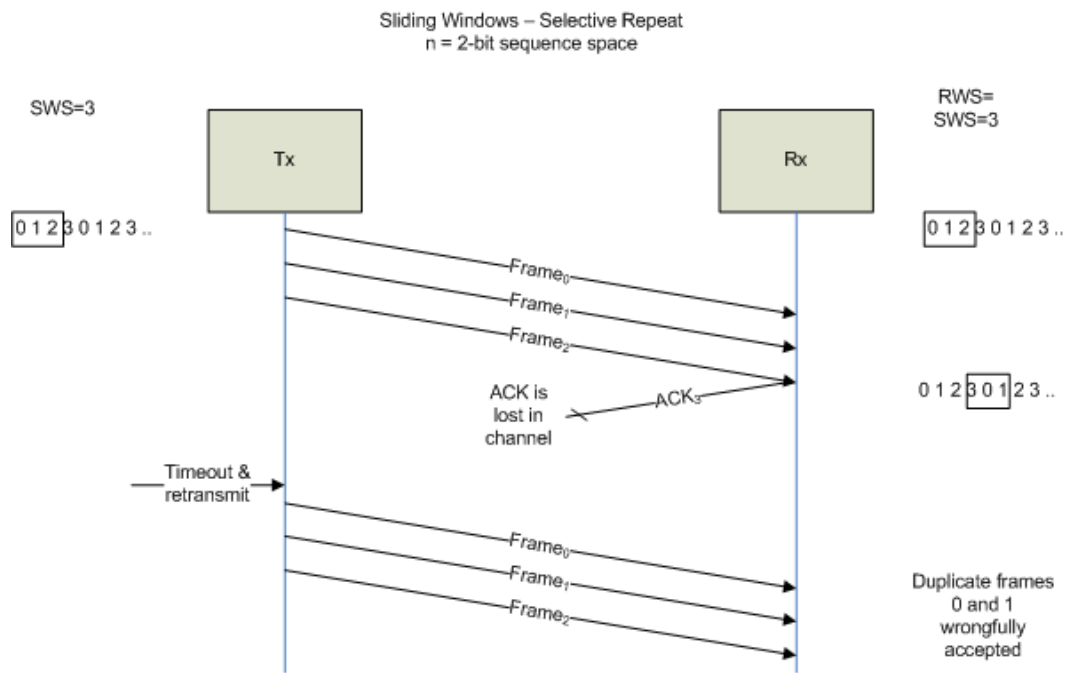 Sliding Windows – Selective Repeat
n = 2-bit sequence space
SWS=3
RWS=
SWS=3
Tx
Rx
0 1 2 3 0 1 2 3 ..
0 1 2 3 0 1 2 3 ..
Frame₀
Frame₁
Frame₂
ACK is
lost in
channel
ACK₃
0 1 2 3 0 1 2 3 ..
Timeout &
retransmit
Frame₀
Frame₁
Frame₂
Duplicate frames
0 and 1
wrongfully
accepted